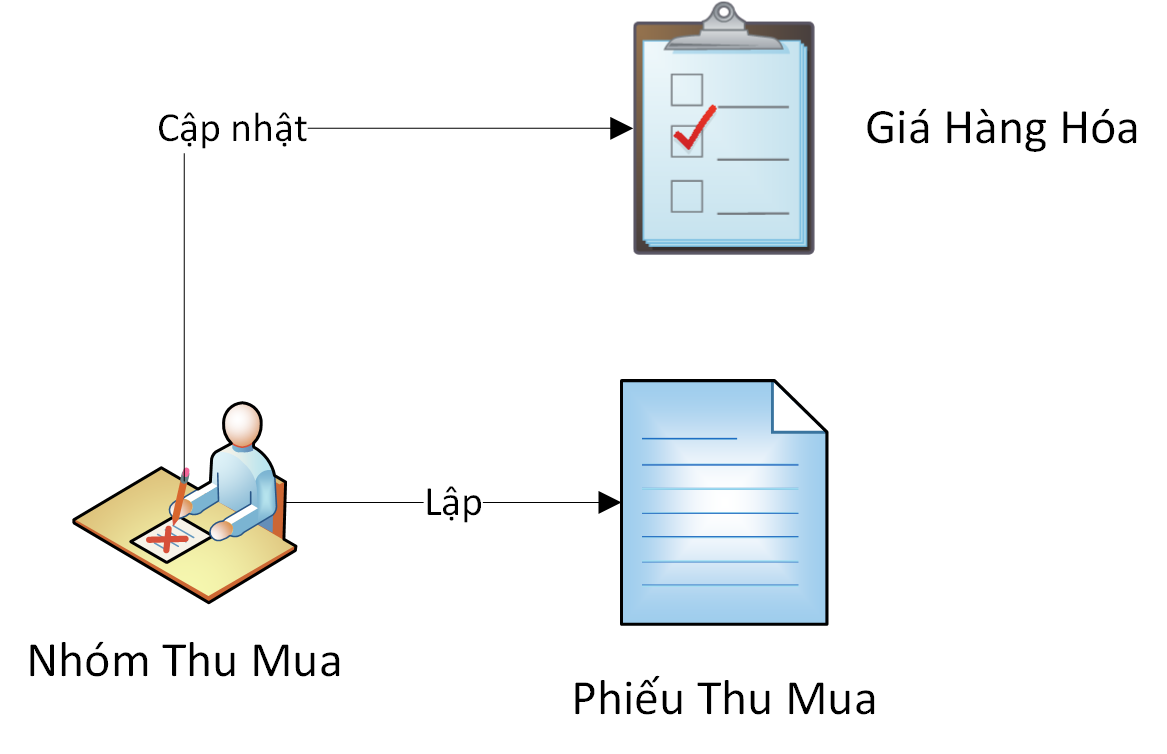 Cập nhật
Giá Hàng Hóa
Lập
Nhóm Thu Mua
Phiếu Thu Mua